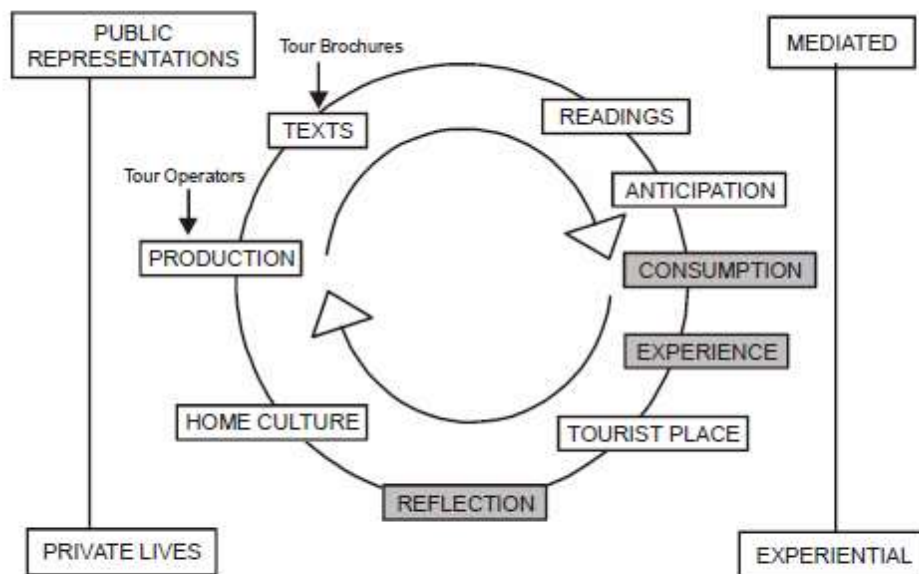 PUBLIC
REPRESENTATIONS
Tour Brochures
MEDIATED
TEXTS
READINGS
Tour Operators
ANTICIPATION
PRODUCTION
CONSUMPTION
EXPERIENCE
HOME CULTURE
TOURIST PLACE
REFLECTION
PRIVATE LIVES
EXPERIENTIAL